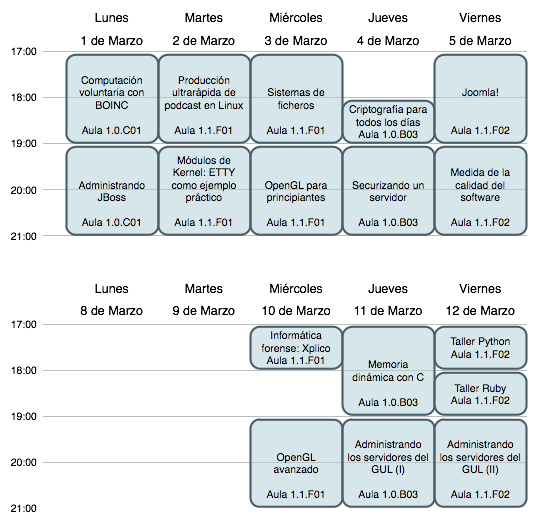 Lunes Martes Miércoles Jueves Viernes
1 de Marzo 2 de Marzo 3 de Marzo 4 de Marzo 5 de Marzo
17:00
Computación
voluntaria con
BOINC
Aula 1.0.C01
Producción
ultrarápida de
podcast en Linux
Aula 1.1.F01
Sistemas de
ficheros
Aula 1.1.F01
Joomla!
Aula 1.1.F02
18:00
Criptografía para
todos los días
Aula 1.0.B03
19:00
Administrando
JBoss
Aula 1.0.C01
Módulos de
Kernel: ETTY
como ejemplo
práctico
Aula 1.1.F01
OpenGL para
principiantes
Aula 1.1.F01
Securizando un
servidor
Aula 1.0.B03
Medida de la
calidad del
software
Aula 1.1.F02
20:00
21:00
Lunes Martes Miércoles Jueves Viernes
8 de Marzo 9 de Marzo 10 de Marzo 11 de Marzo 12 de Marzo
17:00
Informática
forense: Xplico
Aula 1.1.F01
Memoria
dinámica con C
Aula 1.0.B03
Taller Python
Aula 1.1.F02
18:00
Taller Ruby
Aula 1.1.F02
19:00
OpenGL
avanzado
Aula 1.1.F01
Administrando
los servidores del
GUL (I)
Aula 1.0.B03
Administrando
los servidores del
GUL (II)
Aula 1.1.F02
20:00
21:00